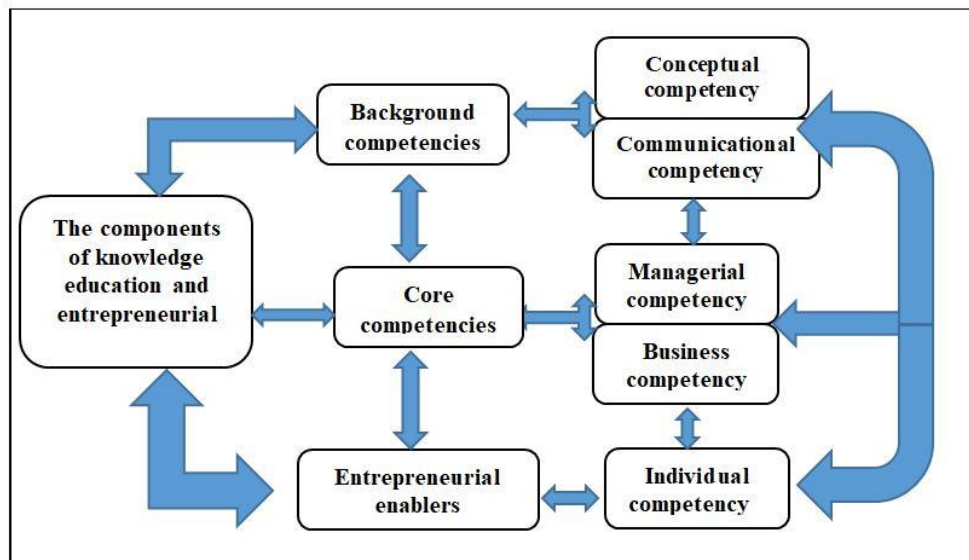 Conceptual
competency
Background
competencies
Communicational
competency
The components
of knowledge
education and
entrepreneurial
Managerial
competency
Core
competencies
Business
competency
Entrepreneurial
enablers
Individual
competency